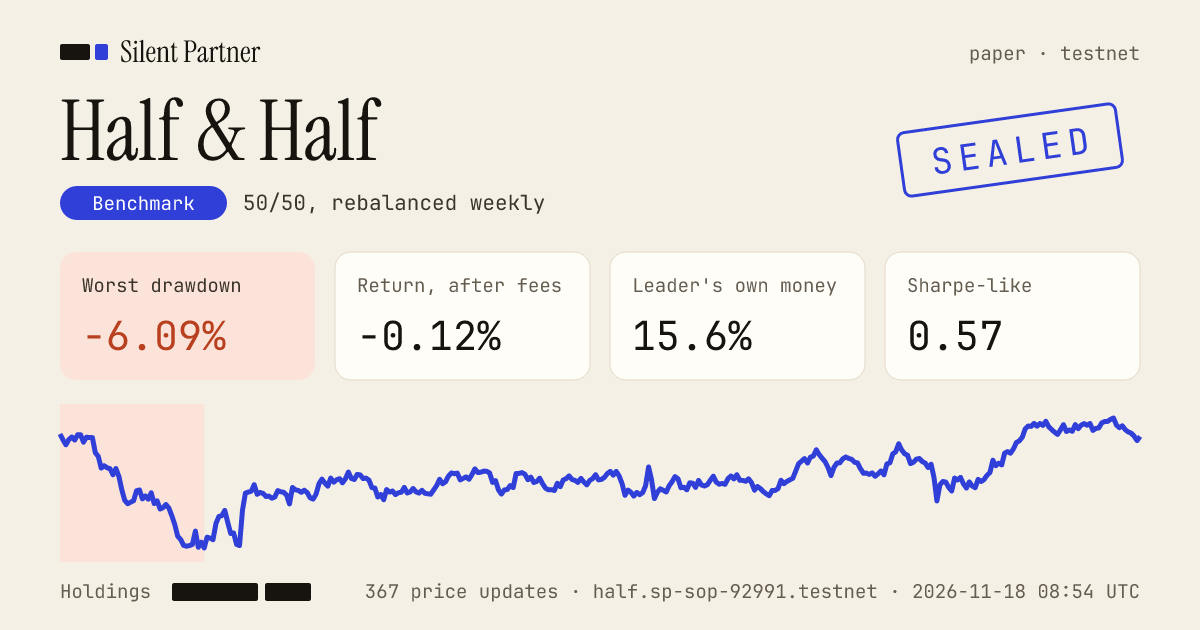 Silent Partner
paper · testnet
Half & Half
SEALED
Benchmark 50/50, rebalanced weekly
Worst drawdown
-6.09%
Return, after fees
-0.12%
Leader's own money
15.6%
Sharpe-like
0.57
Holdings
367 price updates · half.sp-sop-92991.testnet · 2026-11-18 08:54 UTC